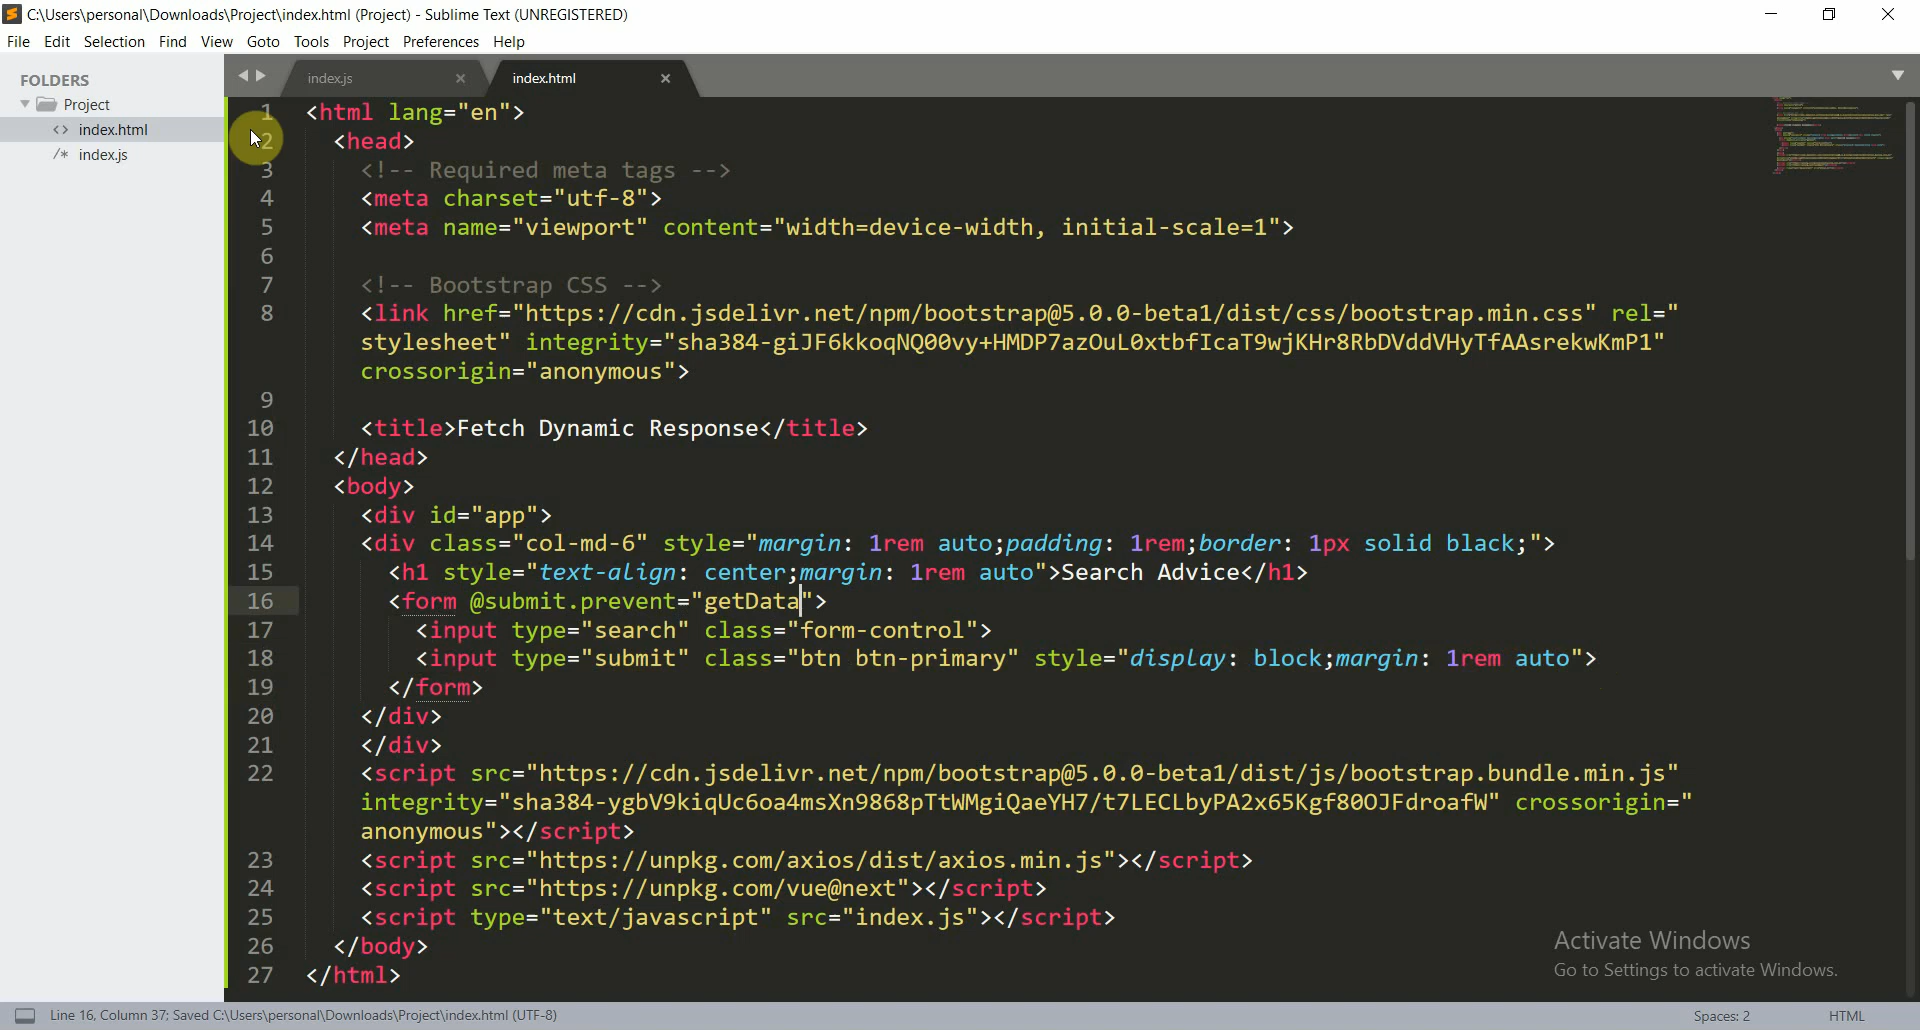 C:\Users\personal\Downloads\Project\index.html (Project) - Sublime Text (UNREGISTERED)
File Edit Selection Find View Goto Tools Project Preferences Help
FOLDERS
Project
<> index.html
/* index.js
index.js
index.html
1 <html lang="en">
2 <head>
3 <!-- Required meta tags -->
4 <meta charset="utf-8">
5 <meta name="viewport" content="width=device-width, initial-scale=1">
6
7 <!-- Bootstrap CSS -->
8 <link href="https://cdn.jsdelivr.net/npm/bootstrap@5.0.0-beta1/dist/css/bootstrap.min.css" rel="
stylesheet" integrity="sha384-giJF6kkoqNQ00vy+HMDP7azOuL0xtbfIcaT9wjKHr8RbDVddVHyTfAAsrekwKmP1"
crossorigin="anonymous">
9
10 <title>Fetch Dynamic Response</title>
11 </head>
12 <body>
13 <div id="app">
14 <div class="col-md-6" style="margin: 1rem auto;padding: 1rem;border: 1px solid black;">
15 <h1 style="text-align: center;margin: 1rem auto">Search Advice</h1>
16 <form @submit.prevent="getData">
17 <input type="search" class="form-control">
18 <input type="submit" class="btn btn-primary" style="display: block;margin: 1rem auto">
19 </form>
20 </div>
21 </div>
22 <script src="https://cdn.jsdelivr.net/npm/bootstrap@5.0.0-beta1/dist/js/bootstrap.bundle.min.js"
integrity="sha384-ygbV9kiqUc6oa4msXn9868pTtWMgiQaeYH7/t7LECLbyPA2x65Kgf80OJFdroafW" crossorigin="
anonymous"></script>
23 <script src="https://unpkg.com/axios/dist/axios.min.js"></script>
24 <script src="https://unpkg.com/vue@next"></script>
25 <script type="text/javascript" src="index.js"></script>
26 </body>
27 </html>
Activate Windows
Go to Settings to activate Windows.
Line 16, Column 37; Saved C:\Users\personal\Downloads\Project\index.html (UTF-8)
Spaces: 2
HTML